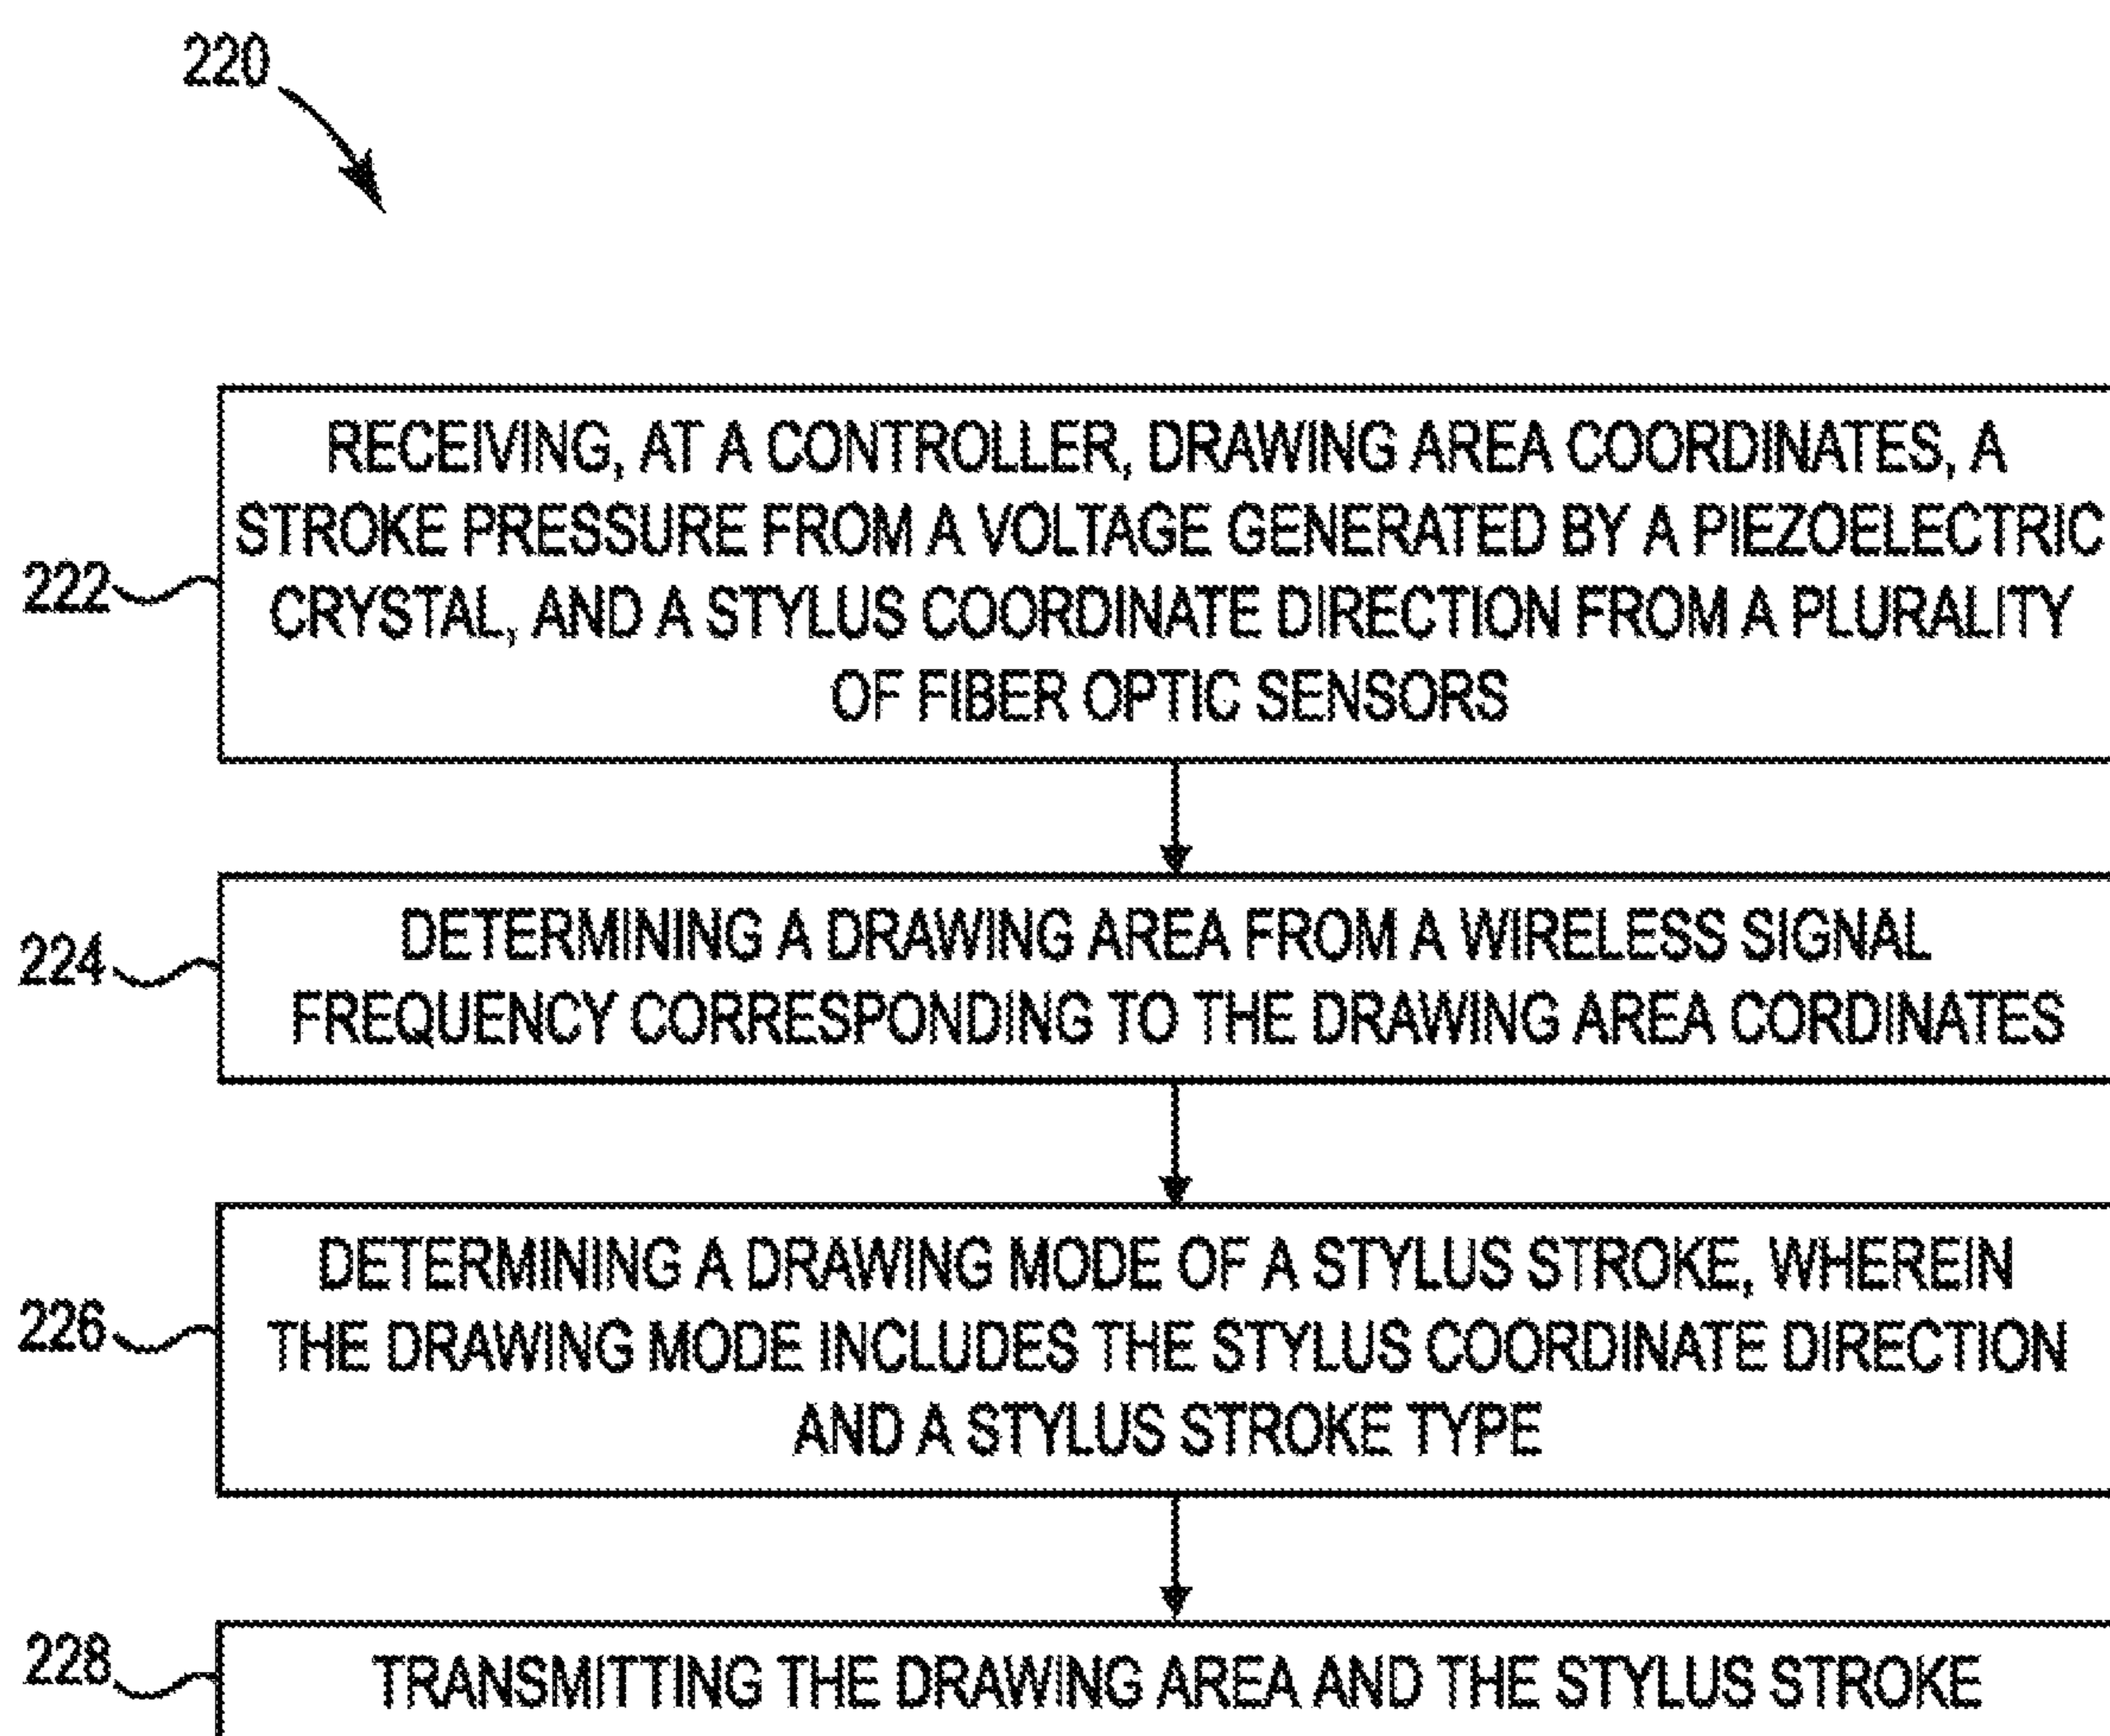 220
222
RECEIVING, AT A CONTROLLER, DRAWING AREA COORDINATES, A
STROKE PRESSURE FROM A VOLTAGE GENERATED BY A PIEZOELECTRIC
CRYSTAL, AND A STYLUS COORDINATE DIRECTION FROM A PLURALITY
OF FIBER OPTIC SENSORS
224
DETERMINING A DRAWING AREA FROM A WIRELESS SIGNAL
FREQUENCY CORRESPONDING TO THE DRAWING AREA CORDINATES
226
DETERMINING A DRAWING MODE OF A STYLUS STROKE, WHEREIN
THE DRAWING MODE INCLUDES THE STYLUS COORDINATE DIRECTION
AND A STYLUS STROKE TYPE
228
TRANSMITTING THE DRAWING AREA AND THE STYLUS STROKE